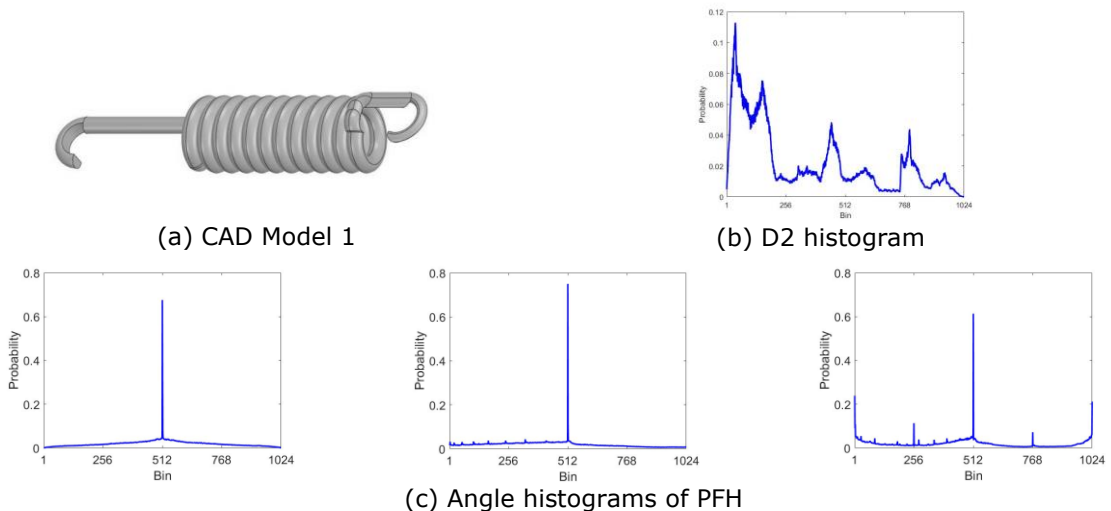 0.12
0.1
0.08
0.06
0.04
0.02
0
Probability
1 256 512 768 1024
Bin
(a) CAD Model 1
(b) D2 histogram
0.8
0.6
0.4
0.2
0
Probability
1 256 512 768 1024
Bin
0.8
0.6
0.4
0.2
0
Probability
1 256 512 768 1024
Bin
0.8
0.6
0.4
0.2
0
Probability
1 256 512 768 1024
Bin
(c) Angle histograms of PFH